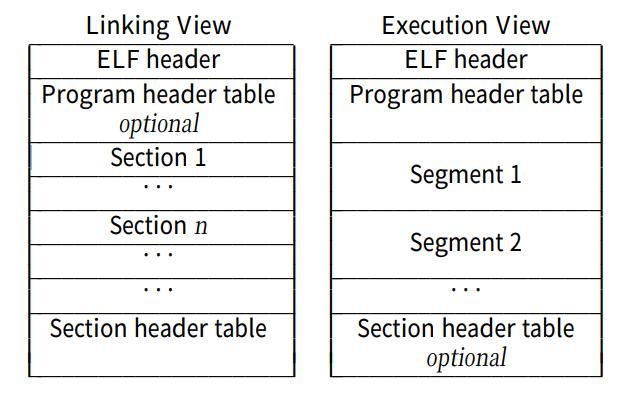 Linking View
ELF header
Program header table
optional
Section 1
...
Section n
...
...
Section header table
Execution View
ELF header
Program header table
Segment 1
Segment 2
...
Section header table
optional